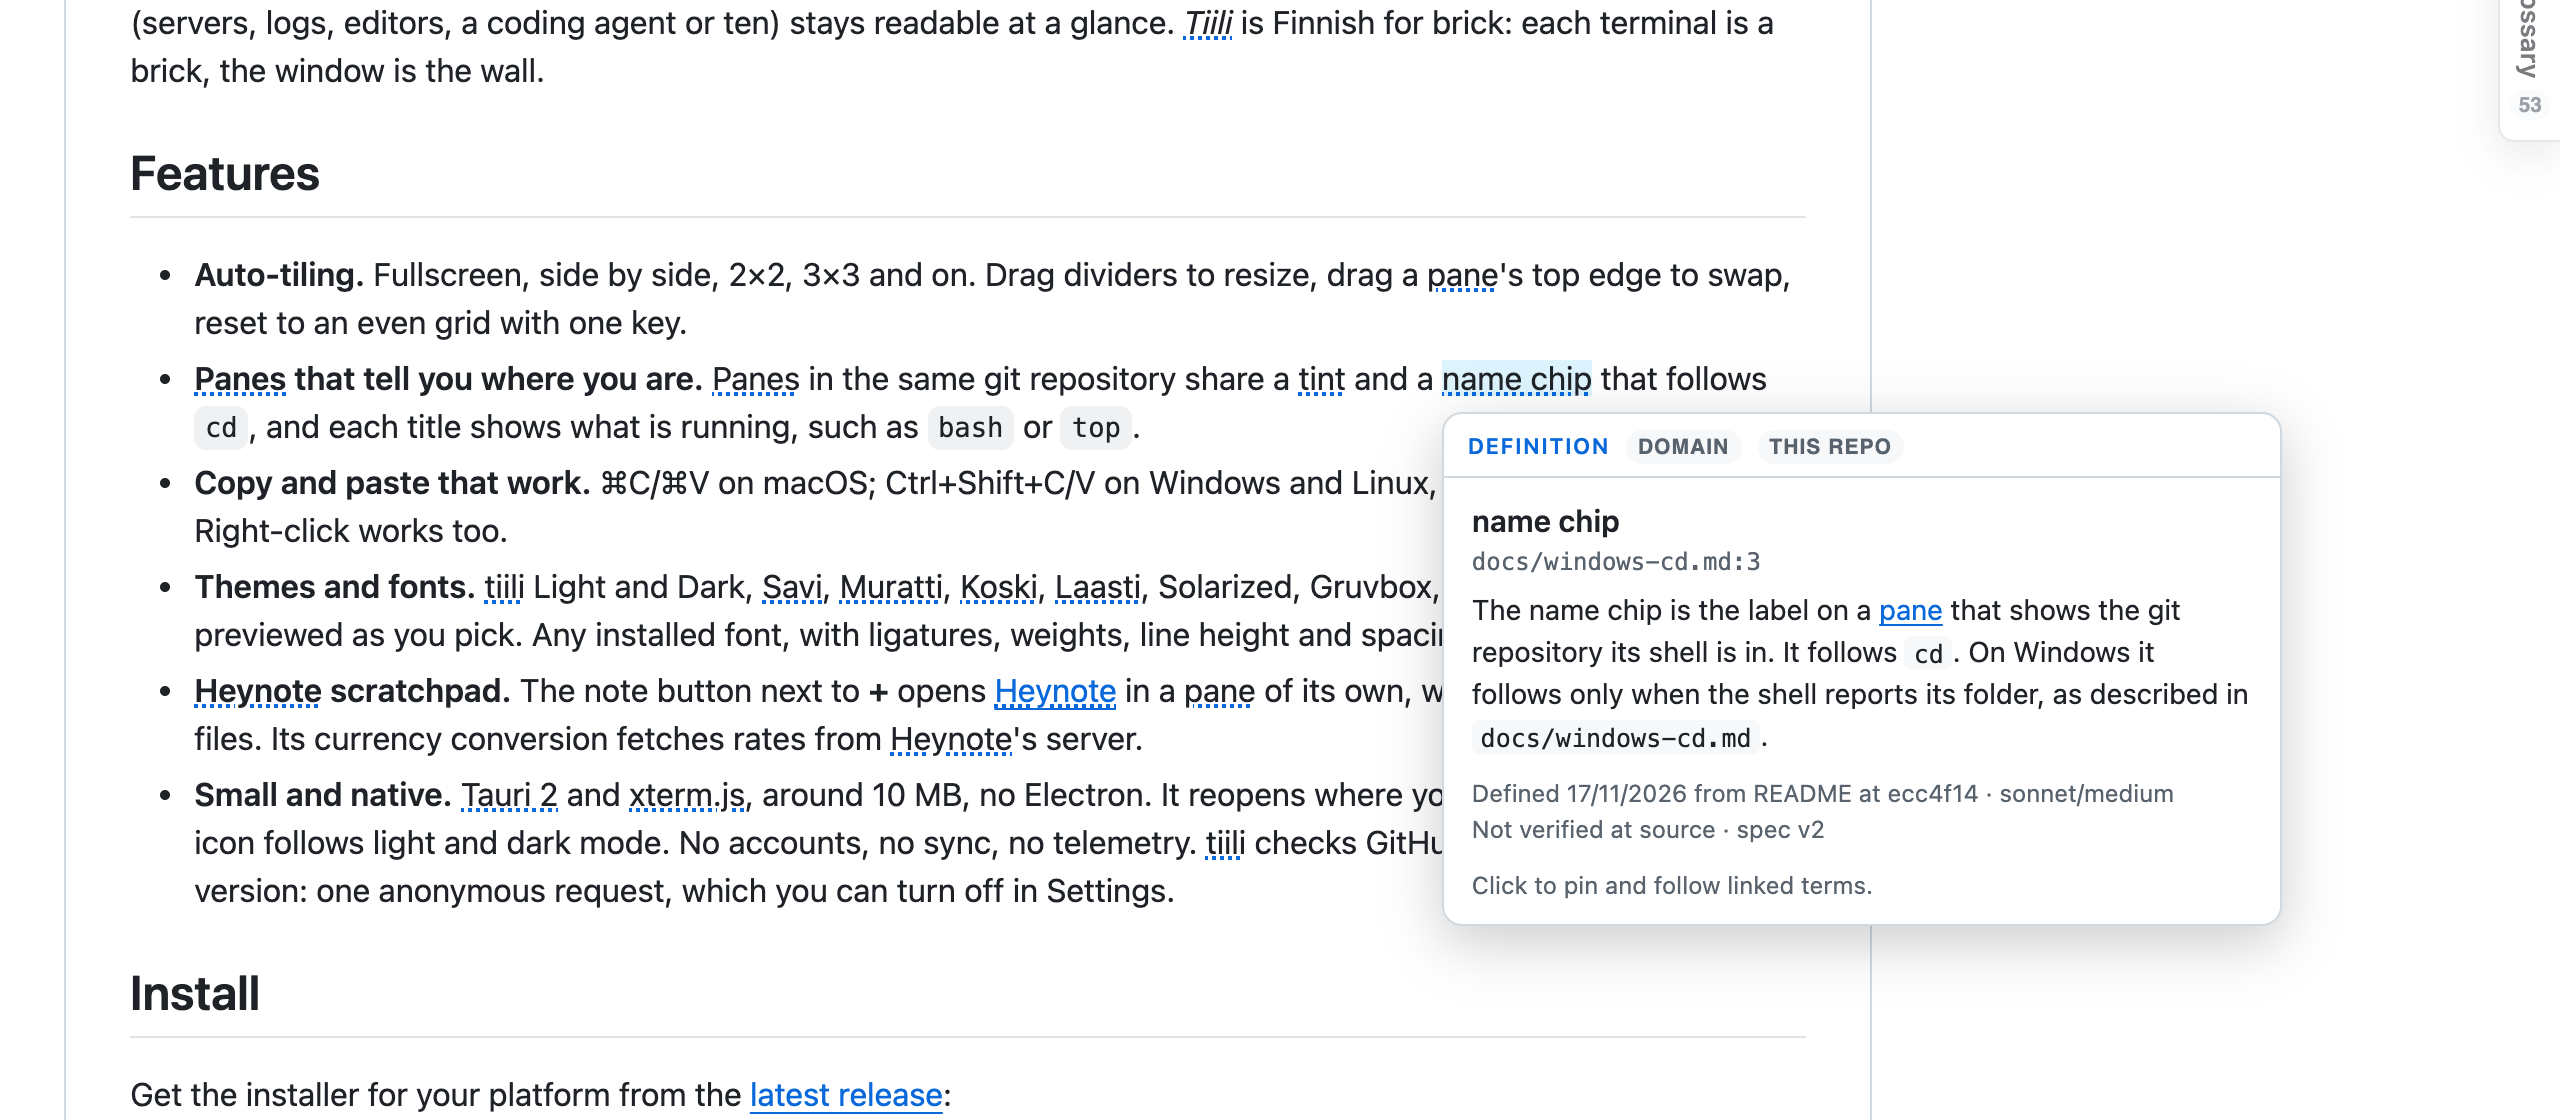 (servers, logs, editors, a coding agent or ten) stays readable at a glance. Tiili is Finnish for brick: each terminal is a
brick, the window is the wall.
Features
• Auto-tiling. Fullscreen, side by side, 2×2, 3×3 and on. Drag dividers to resize, drag a pane's top edge to swap,
reset to an even grid with one key.
• Panes that tell you where you are. Panes in the same git repository share a tint and a name chip that follows
cd, and each title shows what is running, such as bash or top.
• Copy and paste that work. ⌘C/⌘V on macOS; Ctrl+Shift+C/V on Windows and Linux,
Right-click works too.
• Themes and fonts. tiili Light and Dark, Savi, Muratti, Koski, Laasti, Solarized, Gruvbox,
previewed as you pick. Any installed font, with ligatures, weights, line height and
• Heynote scratchpad. The note button next to + opens Heynote in a pane of its own,
files. Its currency conversion fetches rates from Heynote's server.
• Small and native. Tauri 2 and xterm.js, around 10 MB, no Electron. It reopens where
icon follows light and dark mode. No accounts, no sync, no telemetry. tiili checks
version: one anonymous request, which you can turn off in Settings.
Install
Get the installer for your platform from the latest release:
DEFINITION DOMAIN THIS REPO
name chip
docs/windows-cd.md:3
The name chip is the label on a pane that shows the git
repository its shell is in. It follows cd. On Windows it
follows only when the shell reports its folder, as described in
docs/windows-cd.md.
Defined 17/11/2026 from README at ecc4f14 · sonnet/medium
Not verified at source · spec v2
Click to pin and follow linked terms.
53